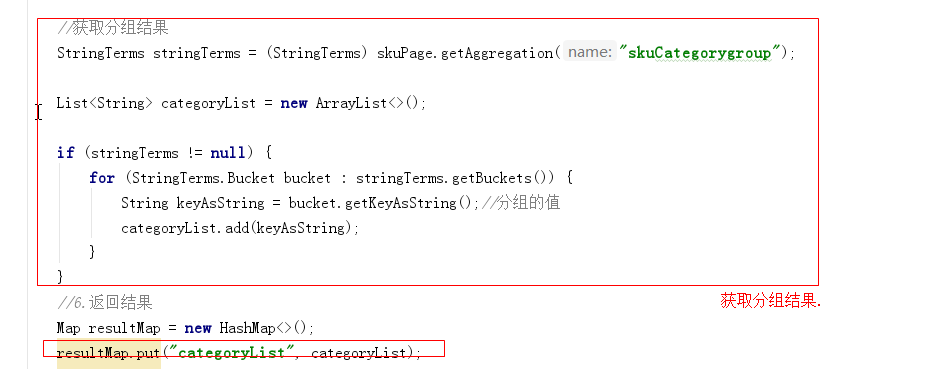 //获取分组结果
StringTerms stringTerms = (StringTerms) skuPage.getAggregation( name: "skuCategorygroup");
List<String> categoryList = new ArrayList<>();
if (stringTerms != null) {
for (StringTerms.Bucket bucket : stringTerms.getBuckets()) {
String keyAsString = bucket.getKeyAsString();//分组的值
categoryList.add(keyAsString);
}
}
//6.返回结果
获取分组结果.
Map resultMap = new HashMap<>();
resultMap.put("categoryList", categoryList);